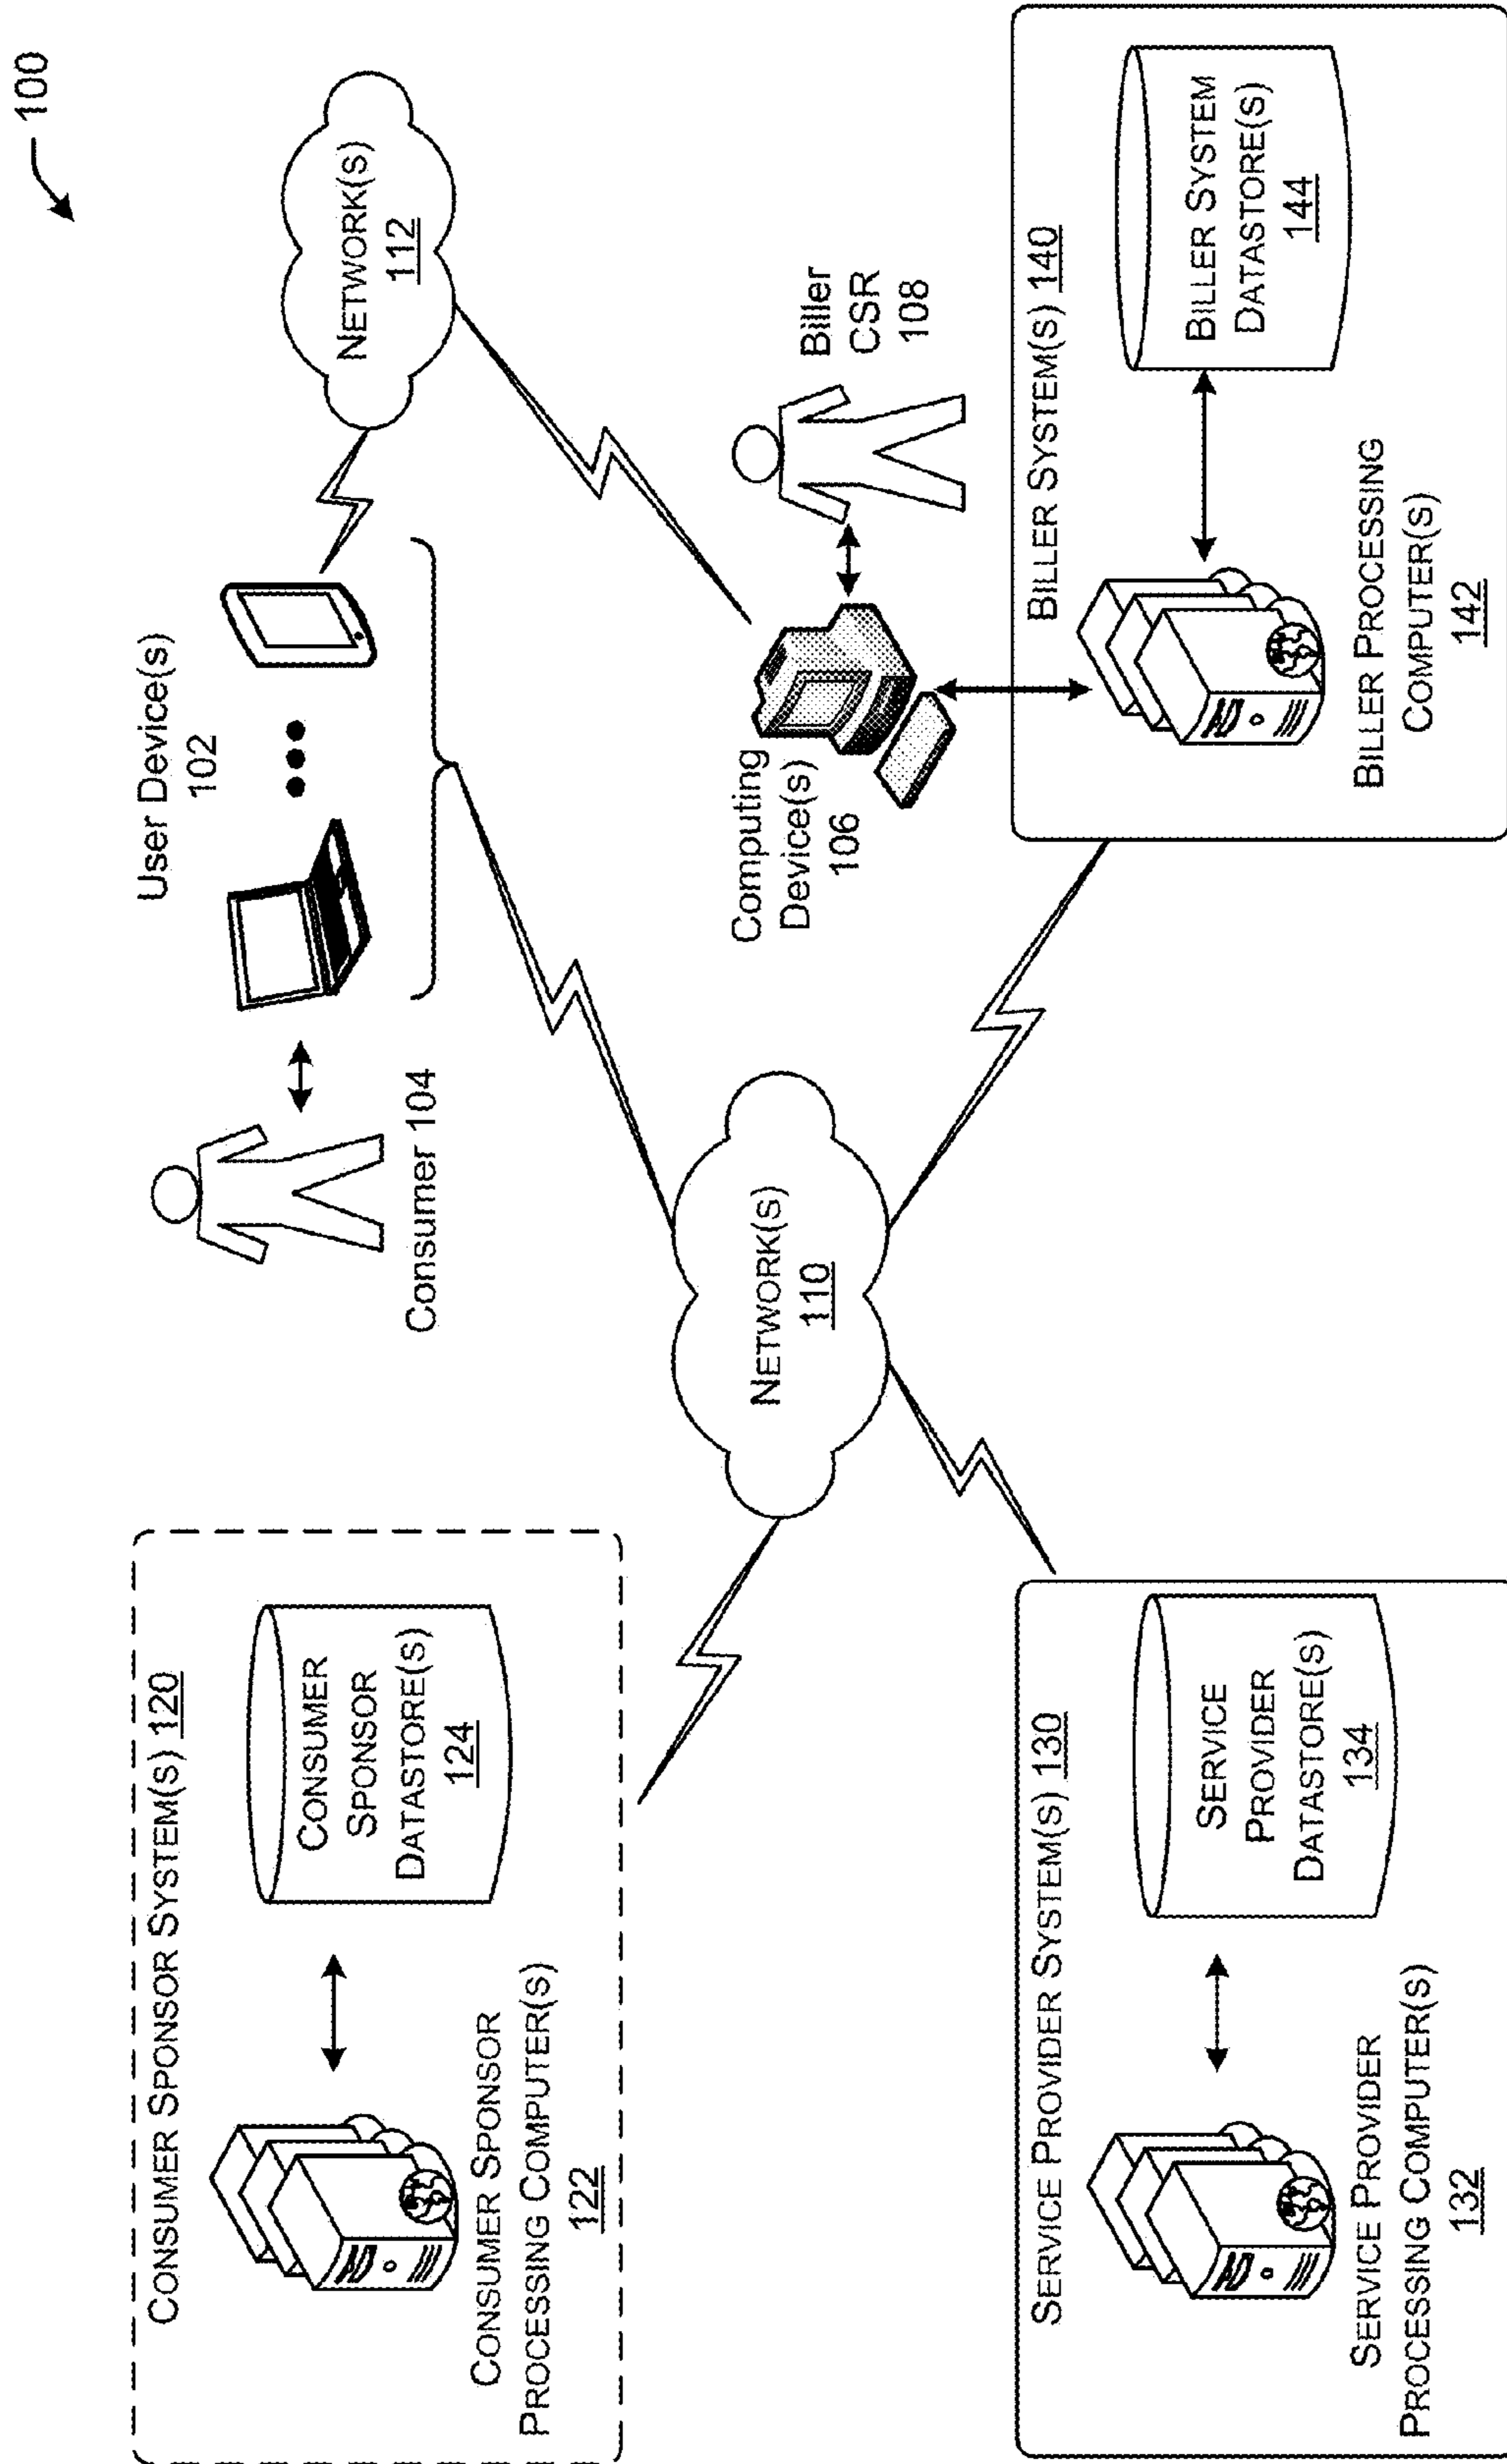 100
CONSUMER SPONSOR SYSTEM(S) 120
CONSUMER
SPONSOR
DATASTORE(S)
124
CONSUMER SPONSOR
PROCESSING COMPUTER(S)
122
User Device(s)
102
Consumer 104
NETWORK(S)
112
NETWORK(S)
110
Computing
Device(s)
106
Biller
CSR
108
SERVICE PROVIDER SYSTEM(S) 130
SERVICE
PROVIDER
DATASTORE(S)
134
SERVICE PROVIDER
PROCESSING COMPUTER(S)
132
BILLER SYSTEM(S) 140
BILLER SYSTEM
DATASTORE(S)
144
BILLER PROCESSING
COMPUTER(S)
142